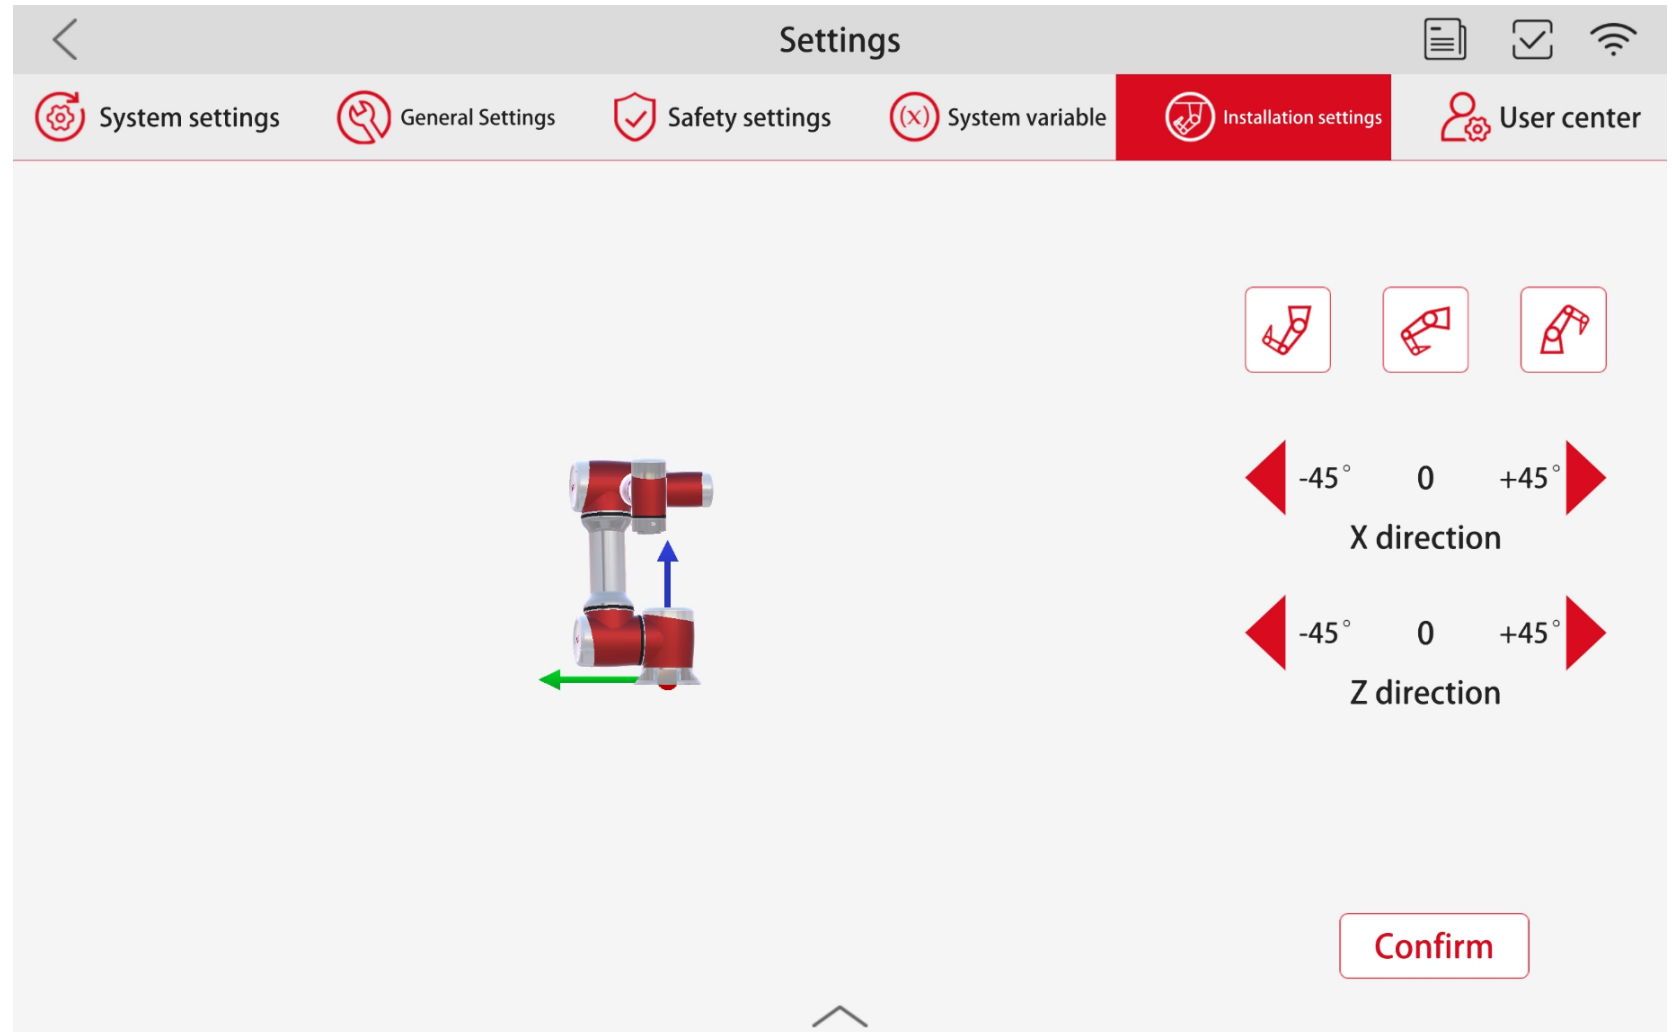 Settings
System settings
General Settings
Safety settings
(x) System variable
Installation settings
User center
-45° 0 +45°
X direction
-45° 0 +45°
Z direction
Confirm